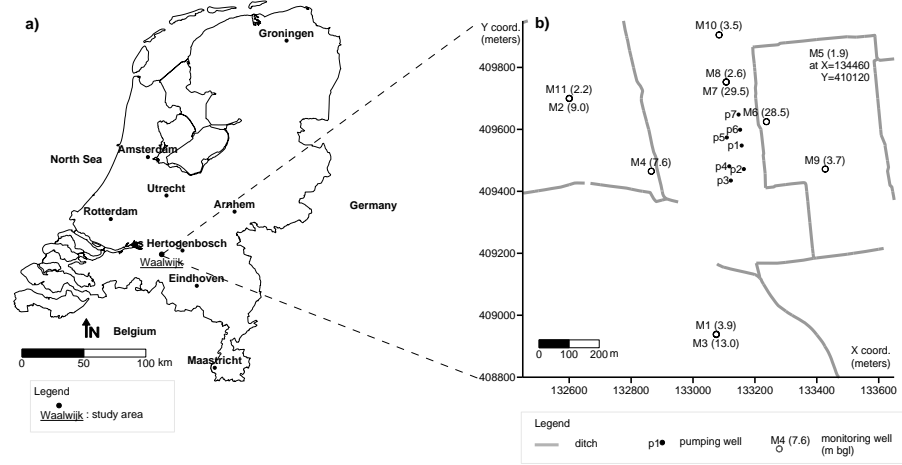 a)
Groningen
North Sea
Amsterdam
Utrecht
Arnhem
Rotterdam
Germany
Hertogenbosch
Waalwijk
Eindhoven
N
Belgium
0 50 100 km
Maastricht
Legend
Waalwijk : study area
b)
Y coord.
(meters)
409800
409600
409400
409200
409000
408800
M10 (3.5)
M5 (1.9)
at X=134460
Y=410120
M8 (2.6)
M7 (29.5)
M11 (2.2)
M2 (9.0)
p7
M6 (28.5)
p6
p5
p1
M4 (7.6)
p4
p2
p3
M9 (3.7)
M1 (3.9)
M3 (13.0)
0 100 200 m
X coord.
(meters)
132600 132800 133000 133200 133400 133600
Legend
ditch
p1 pumping well
M4 (7.6) monitoring well
(m bgl)